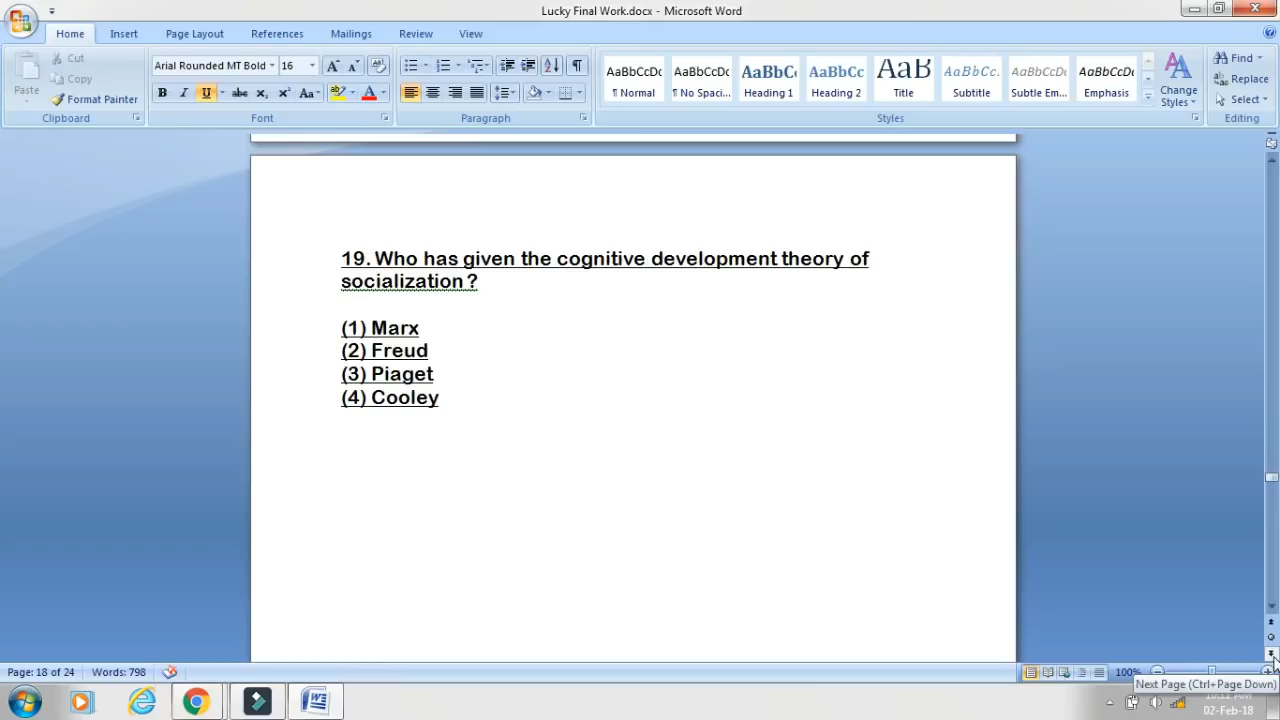 Lucky Final Work.docx - Microsoft Word
Home Insert Page Layout References Mailings Review View
Paste
Cut
Copy
Format Painter
Clipboard
Arial Rounded MT Bold 16
Font
Paragraph
AaBbCcDc AaBbCcDc AaBbCc AaBbCc AaB AaBbCc. AaBbCcDc AaBbCcDc
¶ Normal ¶ No Spaci... Heading 1 Heading 2 Title Subtitle Subtle Em... Emphasis
Change Styles
Styles
Find
Replace
Select
Editing
19. Who has given the cognitive development theory of
socialization ?
(1) Marx
(2) Freud
(3) Piaget
(4) Cooley
Page: 18 of 24 Words: 798 100%
Next Page (Ctrl+Page Down)
02-Feb-18